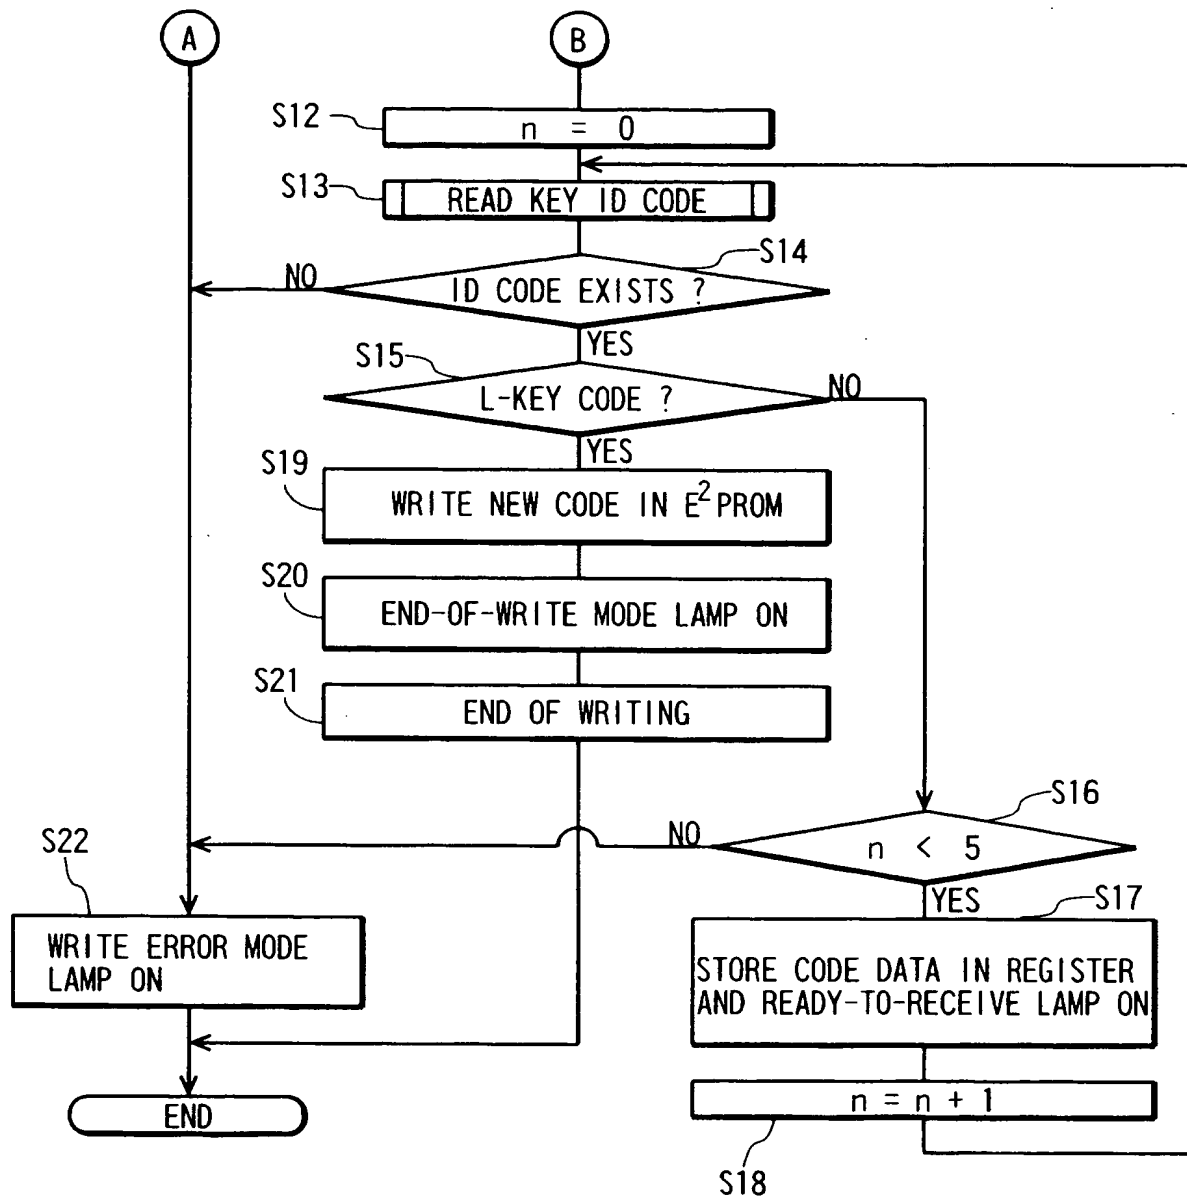 A
B
S12
n = 0
S13
READ KEY ID CODE
S14
NO
ID CODE EXISTS ?
YES
S15
L-KEY CODE ?
NO
YES
S19
WRITE NEW CODE IN E²PROM
S20
END-OF-WRITE MODE LAMP ON
S21
END OF WRITING
S16
NO
n < 5
YES
S22
WRITE ERROR MODE
LAMP ON
S17
STORE CODE DATA IN REGISTER
AND READY-TO-RECEIVE LAMP ON
n = n + 1
S18
END